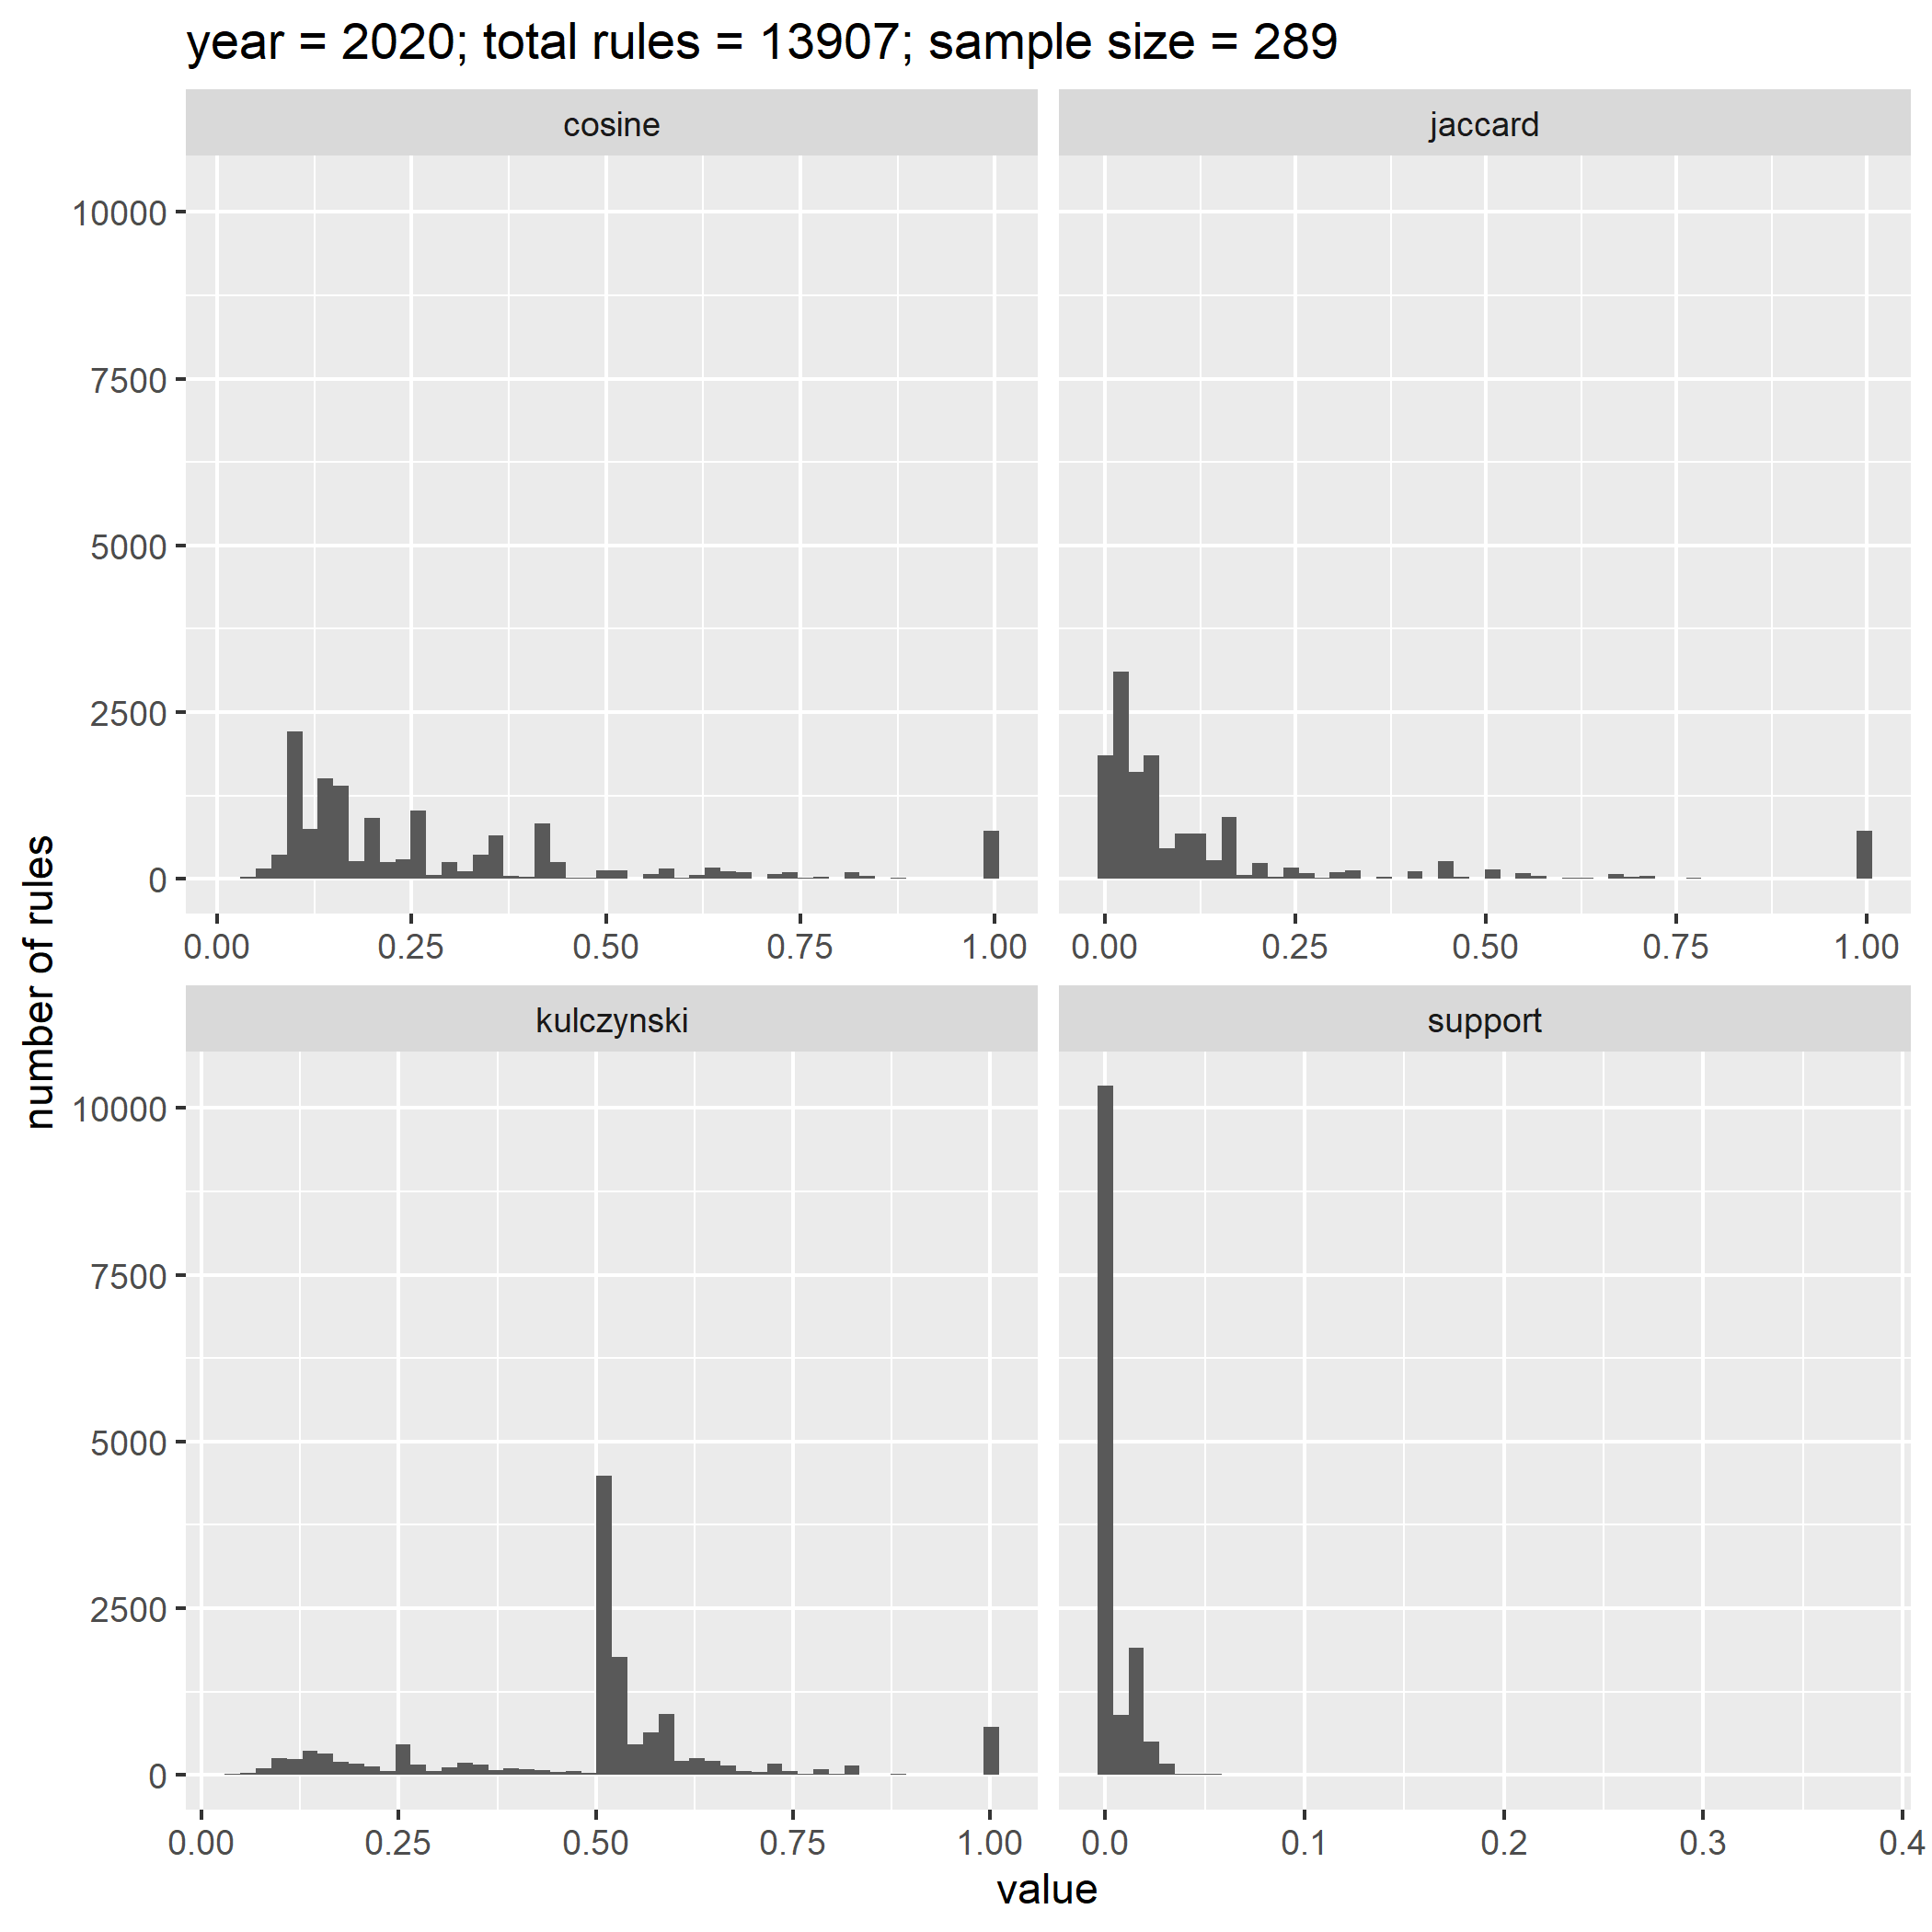 year = 2020; total rules = 13907; sample size = 289
cosine
jaccard
10000
7500
5000
2500
0
0.00 0.25 0.50 0.75 1.00
0.00 0.25 0.50 0.75 1.00
number of rules
kulczynski
support
10000
7500
5000
2500
0
0.00 0.25 0.50 0.75 1.00
0.0 0.1 0.2 0.3 0.4
value